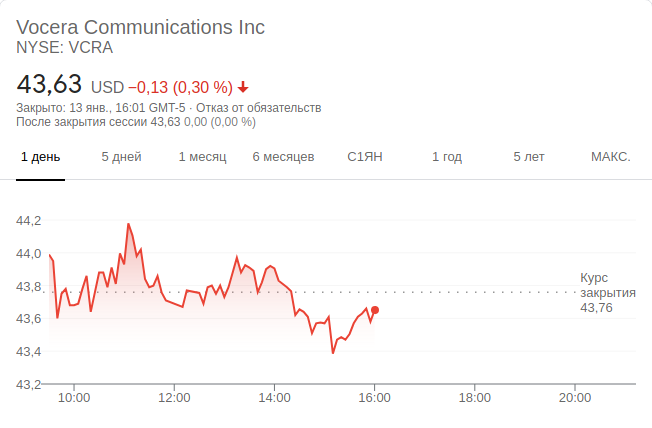 Vocera Communications Inc
NYSE: VCRA
43,63 USD −0,13 (0,30 %)
Закрыто: 13 янв., 16:01 GMT-5 · Отказ от обязательств
После закрытия сессии 43,63 0,00 (0,00 %)
1 день 5 дней 1 месяц 6 месяцев С1ЯН 1 год 5 лет МАКС.
44,2
44,0
43,8
43,6
43,4
43,2
Курс
закрытия
43,76
10:00 12:00 14:00 16:00 18:00 20:00